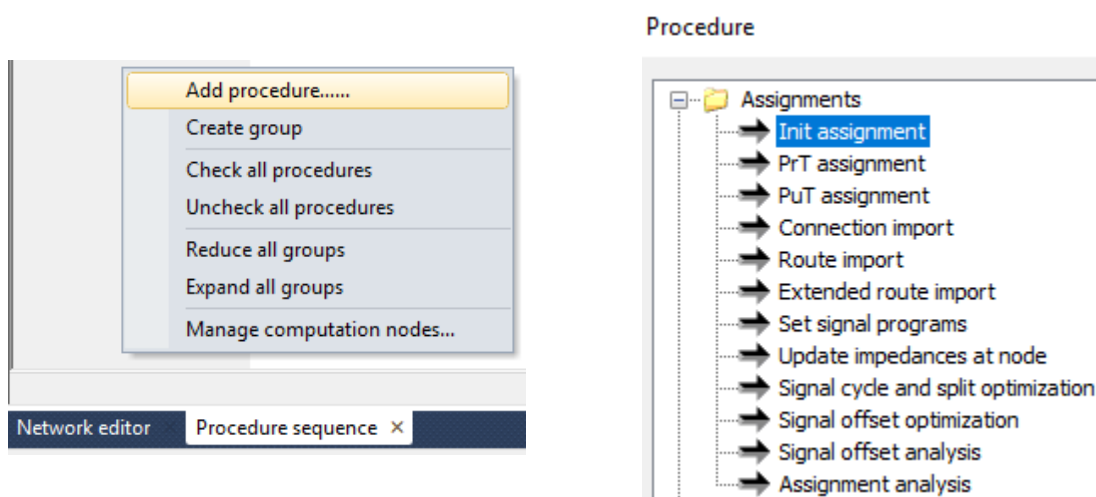 Procedure
Add procedure......
Create group
Check all procedures
Uncheck all procedures
Reduce all groups
Expand all groups
Manage computation nodes...
Network editor
Procedure sequence
Assignments
Init assignment
PrT assignment
PuT assignment
Connection import
Route import
Extended route import
Set signal programs
Update impedances at node
Signal cycle and split optimization
Signal offset optimization
Signal offset analysis
Assignment analysis